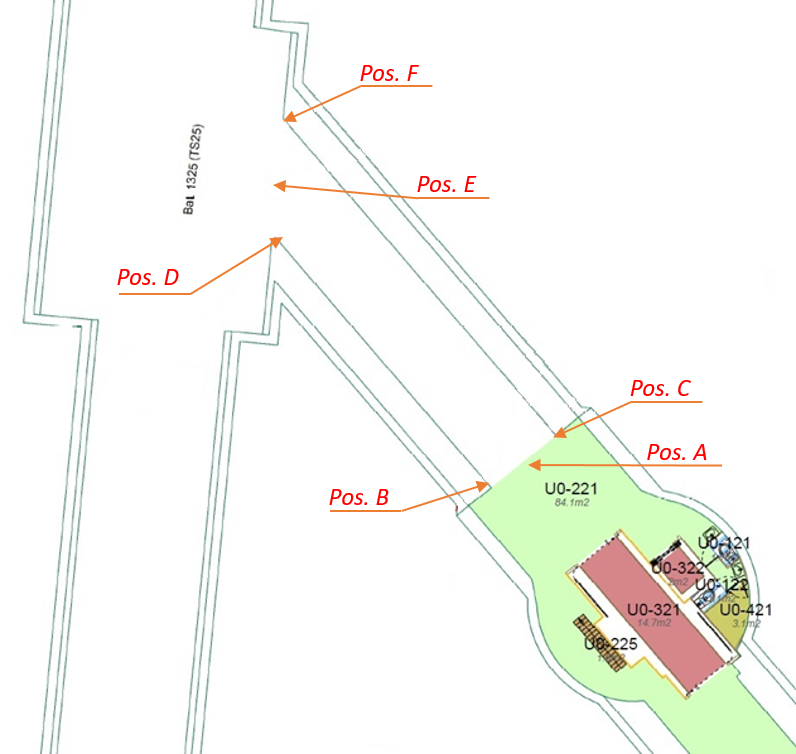 Pos. F
Bat. 1325 (TS25)
Pos. E
Pos. D
Pos. C
Pos. A
U0-221
84.1m2
Pos. B
U0-121
U0-322
U0-122
U0-321
14.7m2
U0-421
3.1m2
U0-225